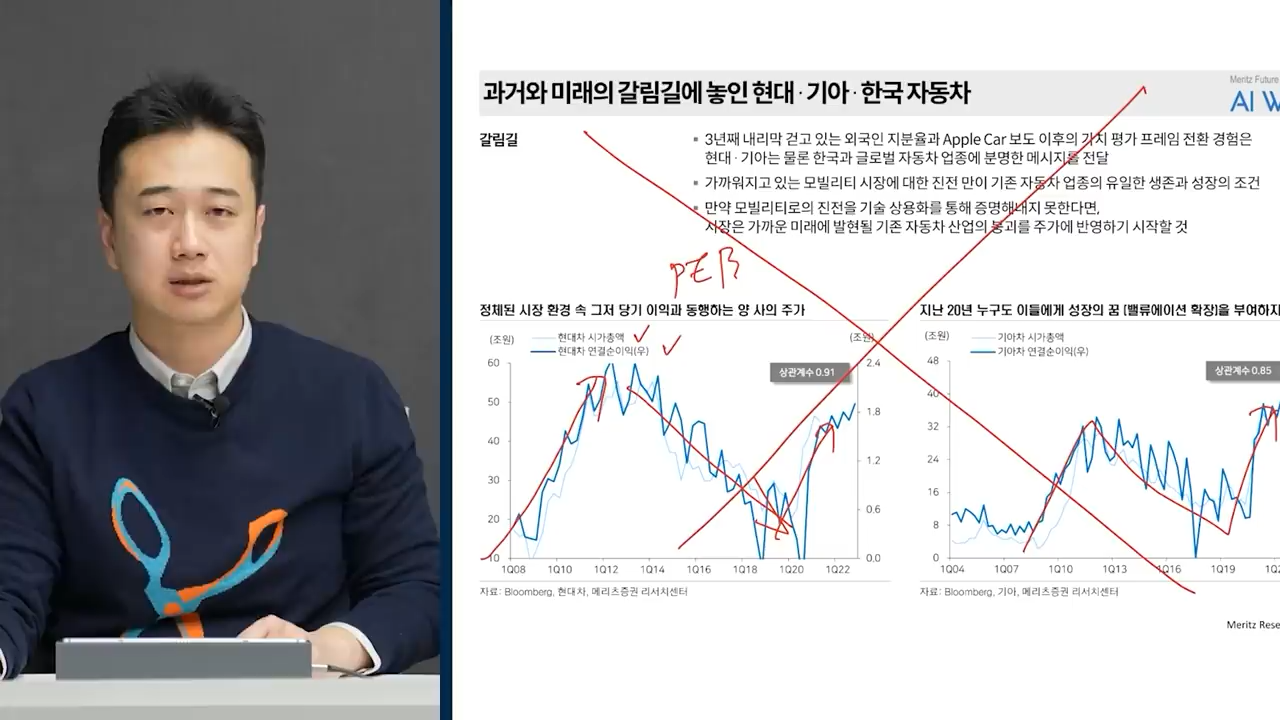 과거와 미래의 갈림길에 놓인 현대·기아·한국 자동차
Meritz Future
AI W
갈림길
▪ 3년째 내리막 걷고 있는 외국인 지분율과 Apple Car 보도 이후의 가치 평가 프레임 전환 경험은
현대·기아는 물론 한국과 글로벌 자동차 업종에 분명한 메시지를 전달
▪ 가까워지고 있는 모빌리티 시장에 대한 진전 만이 기존 자동차 업종의 유일한 생존과 성장의 조건
▪ 만약 모빌리티로의 진전을 기술 상용화를 통해 증명해내지 못한다면,
시장은 가까운 미래에 발현될 기존 자동차 산업의 붕괴를 주가에 반영하기 시작할 것
정체된 시장 환경 속 그저 당기 이익과 동행하는 양 사의 주가
(조원)
현대차 시가총액
현대차 연결순이익(우)
(조원)
상관계수 0.91
60
50
40
30
20
10
2.4
1.8
1.2
0.6
0.0
1Q08 1Q10 1Q12 1Q14 1Q16 1Q18 1Q20 1Q22
자료: Bloomberg, 현대차, 메리츠증권 리서치센터
지난 20년 누구도 이들에게 성장의 꿈 (밸류에이션 확장)을 부여하지
(조원)
기아차 시가총액
기아차 연결순이익(우)
상관계수 0.85
48
40
32
24
16
8
0
1Q04 1Q07 1Q10 1Q13 1Q16 1Q19 1Q2
자료: Bloomberg, 기아, 메리츠증권 리서치센터
Meritz Rese